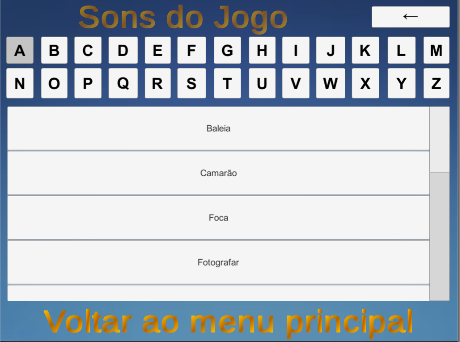 Sons do Jogo ←
A B C D E F G H I J K L M
N O P Q R S T U V W X Y Z
Baleia
Camarão
Foca
Fotografar
Voltar ao menu principal